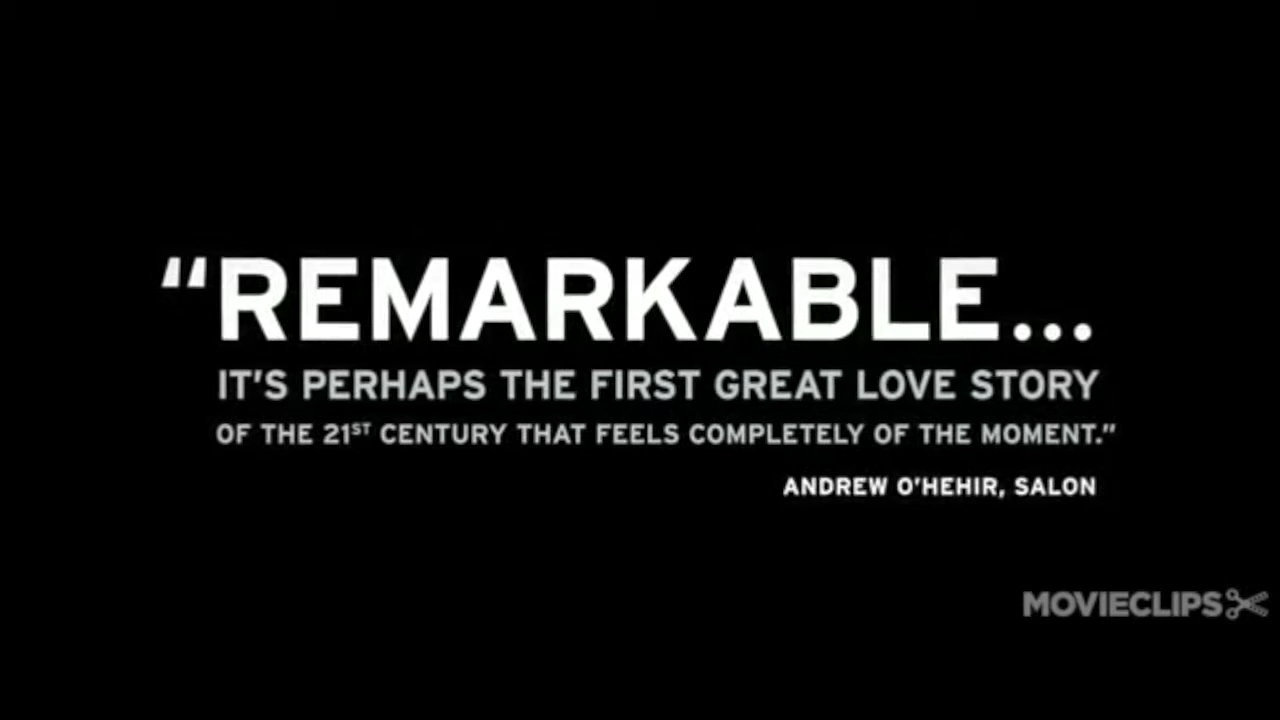 “REMARKABLE...
IT'S PERHAPS THE FIRST GREAT LOVE STORY
OF THE 21ST CENTURY THAT FEELS COMPLETELY OF THE MOMENT.”
ANDREW O'HEHIR, SALON
MOVIECLIPS